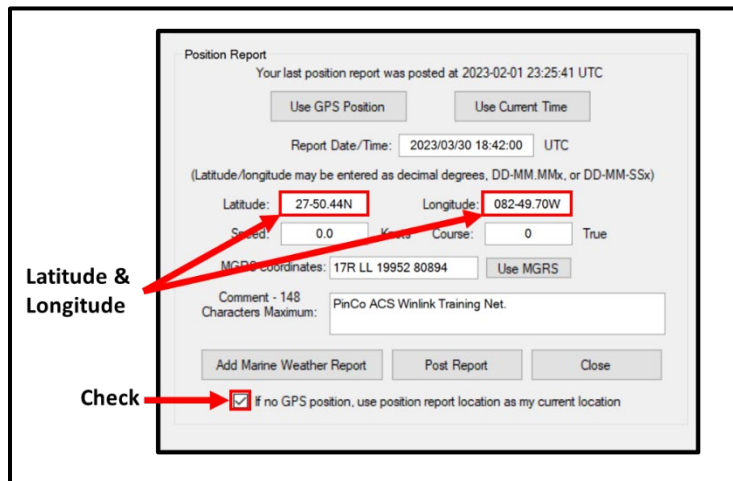 Position Report
Your last position report was posted at 2023-02-01 23:25:41 UTC
Use GPS Position Use Current Time
Report Date/Time: 2023/03/30 18:42:00 UTC
(Latitude/longitude may be entered as decimal degrees, DD-MM.MMx, or DD-MM-SSx)
Latitude: 27-50.44N Longitude: 082-49.70W
Speed: 0.0 Knots Course: 0 True
MGRS coordinates: 17R LL 19952 80894 Use MGRS
Latitude &
Longitude
Comment - 148
Characters Maximum:
PinCo ACS Winlink Training Net.
Add Marine Weather Report Post Report Close
Check
If no GPS position, use position report location as my current location